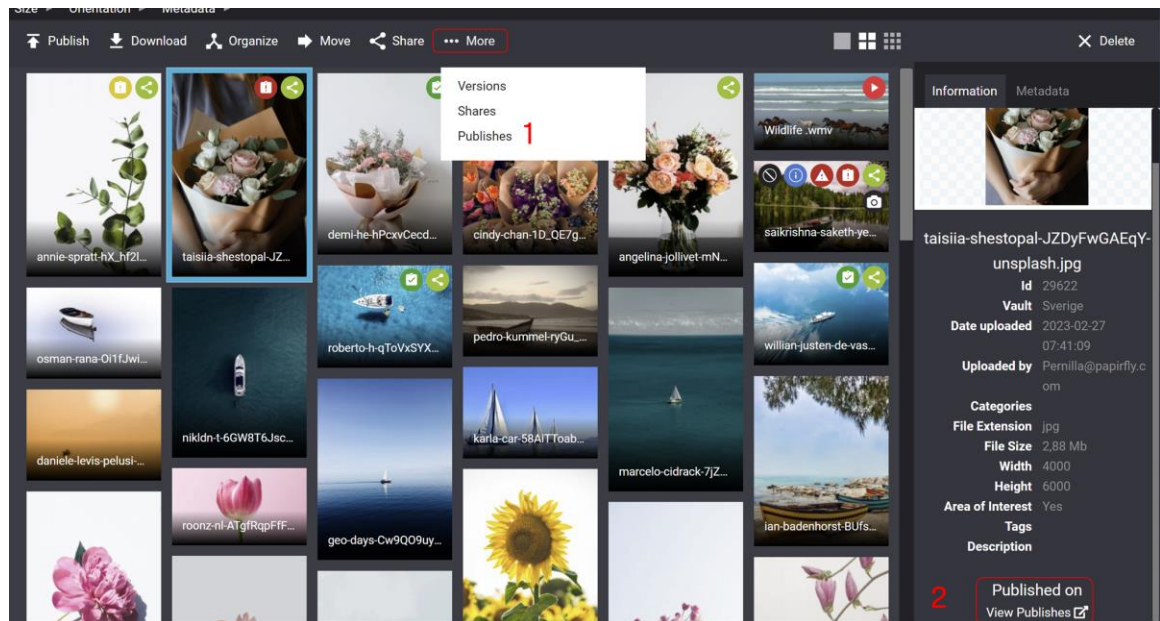 Size Orientation Metadata
Publish Download Organize Move Share ••• More Delete
Versions
Shares
Publishes 1
Information Metadata
annie-spratt-hX_hf2l...
taisiia-shestopal-JZ...
demi-he-hPcxvCecd...
cindy-chan-1D_QE7g...
angelina-jollivet-mN...
Wildlife .wmv
saikrishna-saketh-ye...
osman-rana-Oi1fJwi...
roberto-h-qToVxSYX...
pedro-kummel-ryGu_...
willian-justen-de-vas...
daniele-levis-pelusi-...
nikldn-t-6GW8T6Jsc...
karla-car-58AITToab...
marcelo-cidrack-7jZ...
roonz-nl-ATgfRqpFfF...
geo-days-Cw9QO9uy...
ian-badenhorst-BUfs...
taisiia-shestopal-JZDyFwGAEqY-
unsplash.jpg
Id 29622
Vault Sverige
Date uploaded 2023-02-27
07:41:09
Uploaded by Pernilla@papirfly.c
om
Categories
File Extension jpg
File Size 2,88 Mb
Width 4000
Height 6000
Area of Interest Yes
Tags
Description
2 Published on
View Publishes